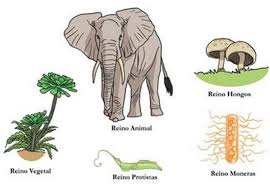 Reino Hongos
Reino Animal
Reino Vegetal
Reino Protistas
Reino Moneras